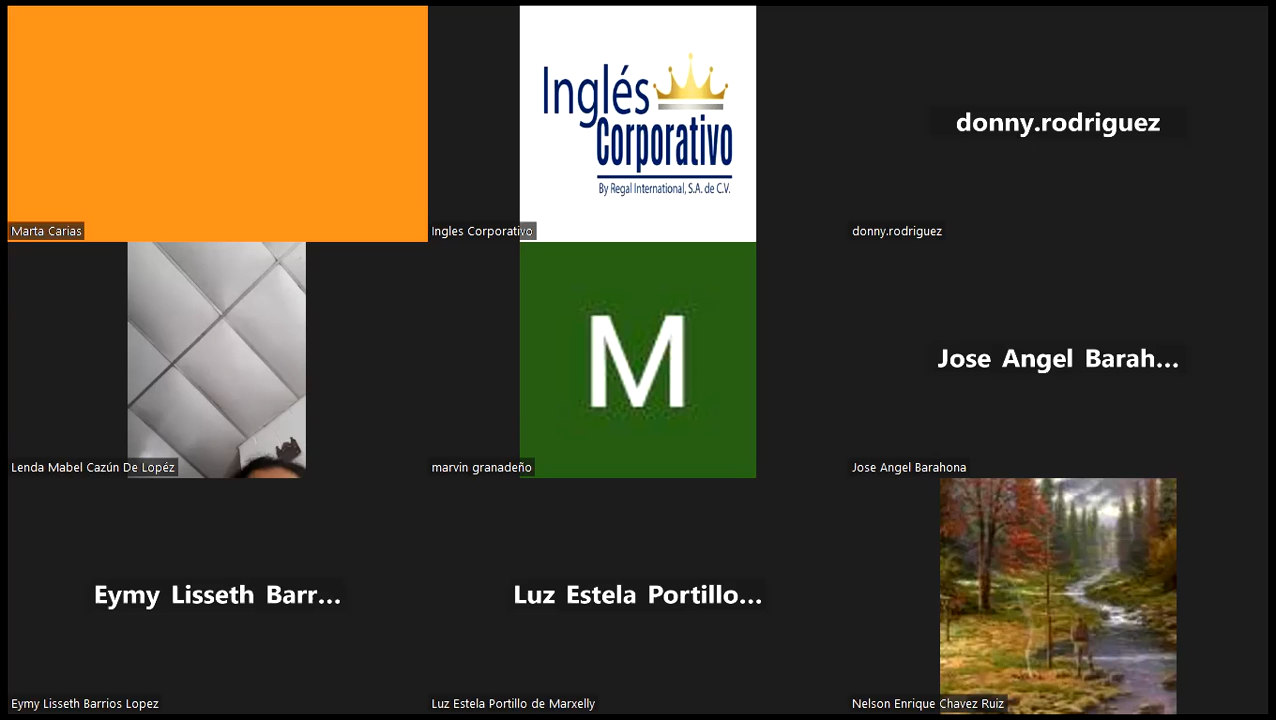 Inglés
Corporativo
By Regal International, S.A. de C.V.
donny.rodriguez
Marta Carias
Ingles Corporativo
donny.rodriguez
M
Jose Angel Barah...
Lenda Mabel Cazún De Lopéz
marvin granadeño
Jose Angel Barahona
Eymy Lisseth Barr...
Luz Estela Portillo...
Eymy Lisseth Barrios Lopez
Luz Estela Portillo de Marxelly
Nelson Enrique Chavez Ruiz